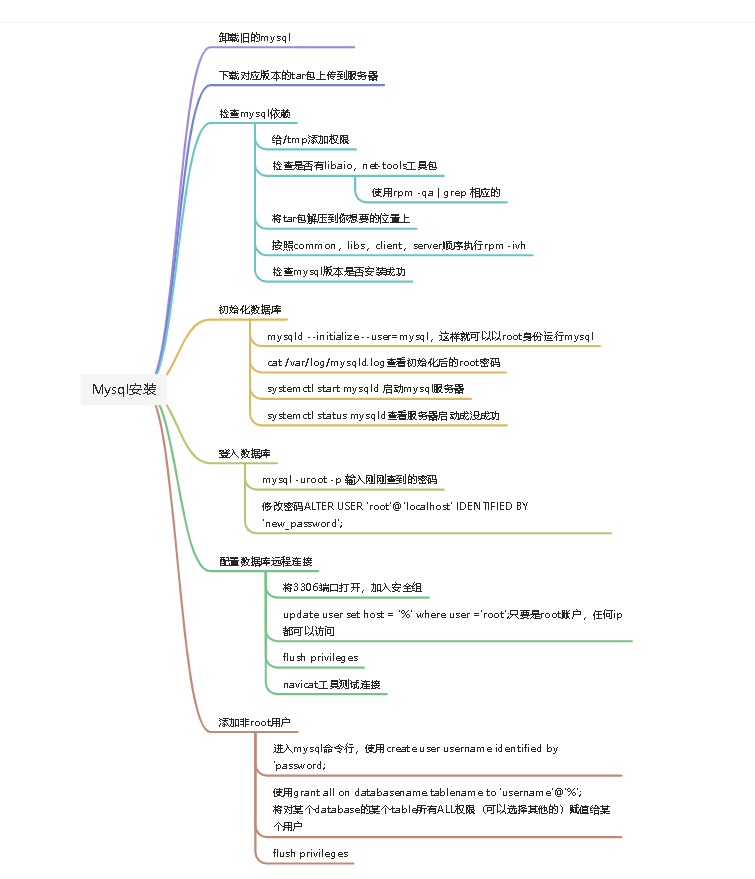 卸载旧的mysql
下载对应版本的tar包上传到服务器
检查mysql依赖
给/tmp添加权限
检查是否有libaio，net-tools工具包
使用rpm -qa | grep 相应的
将tar包解压到你想要的位置上
按照common，libs，client，server顺序执行rpm -ivh
检查mysql版本是否安装成功
初始化数据库
mysqld --initialize --user=mysql，这样就可以以root身份运行mysql
cat /var/log/mysqld.log查看初始化后的root密码
systemctl start mysqld 启动mysql服务器
systemctl status mysqld查看服务器启动成没成功
Mysql安装
登入数据库
mysql -uroot -p 输入刚刚查到的密码
修改密码ALTER USER 'root'@'localhost' IDENTIFIED BY
'new_password';
配置数据库远程连接
将3306端口打开，加入安全组
update user set host = '%' where user ='root';只要是root账户，任何ip
都可以访问
flush privileges
navicat工具测试连接
添加非root用户
进入mysql命令行，使用create user username identified by
'password;
使用grant all on databasename.tablename to 'username'@'%';
将对某个database的某个table所有ALL权限（可以选择其他的）赋值给某
个用户
flush privileges